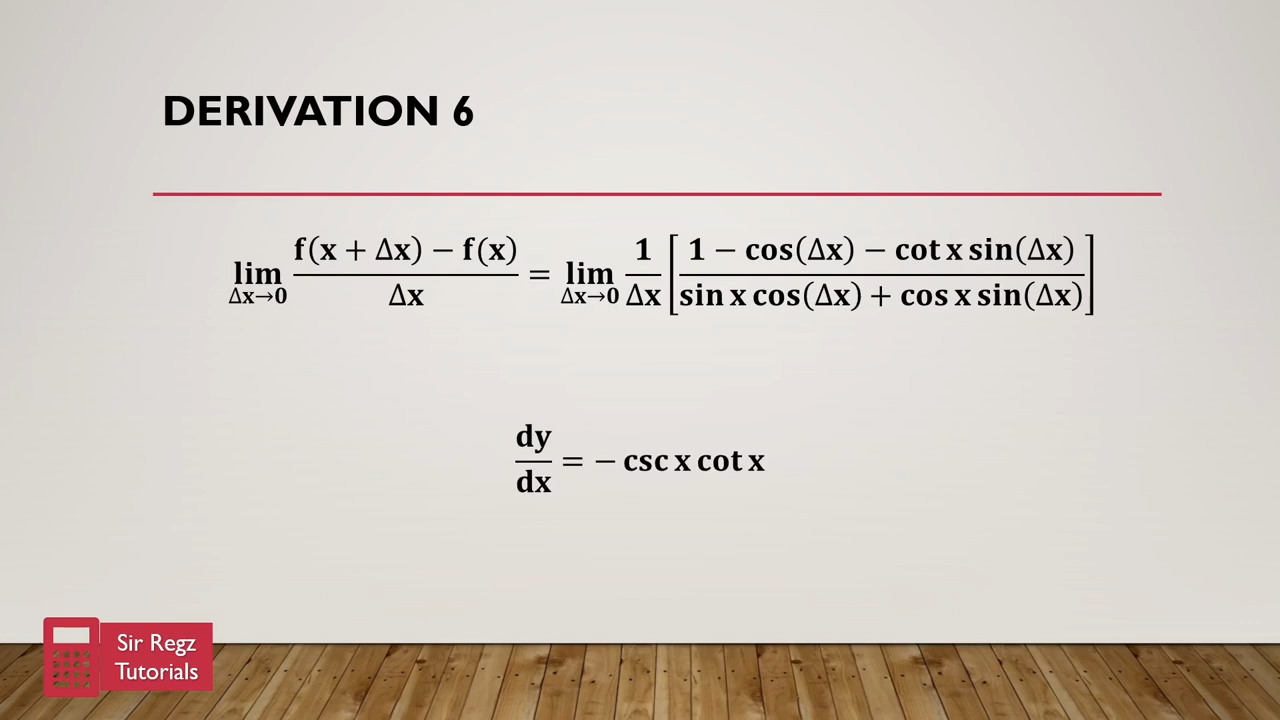 DERIVATION 6
lim Δx→0 f(x + Δx) − f(x) / Δx = lim Δx→0 1/Δx [1 − cos(Δx) − cot x sin(Δx) / sin x cos(Δx) + cos x sin(Δx)]
dy/dx = − csc x cot x
Sir Regz
Tutorials